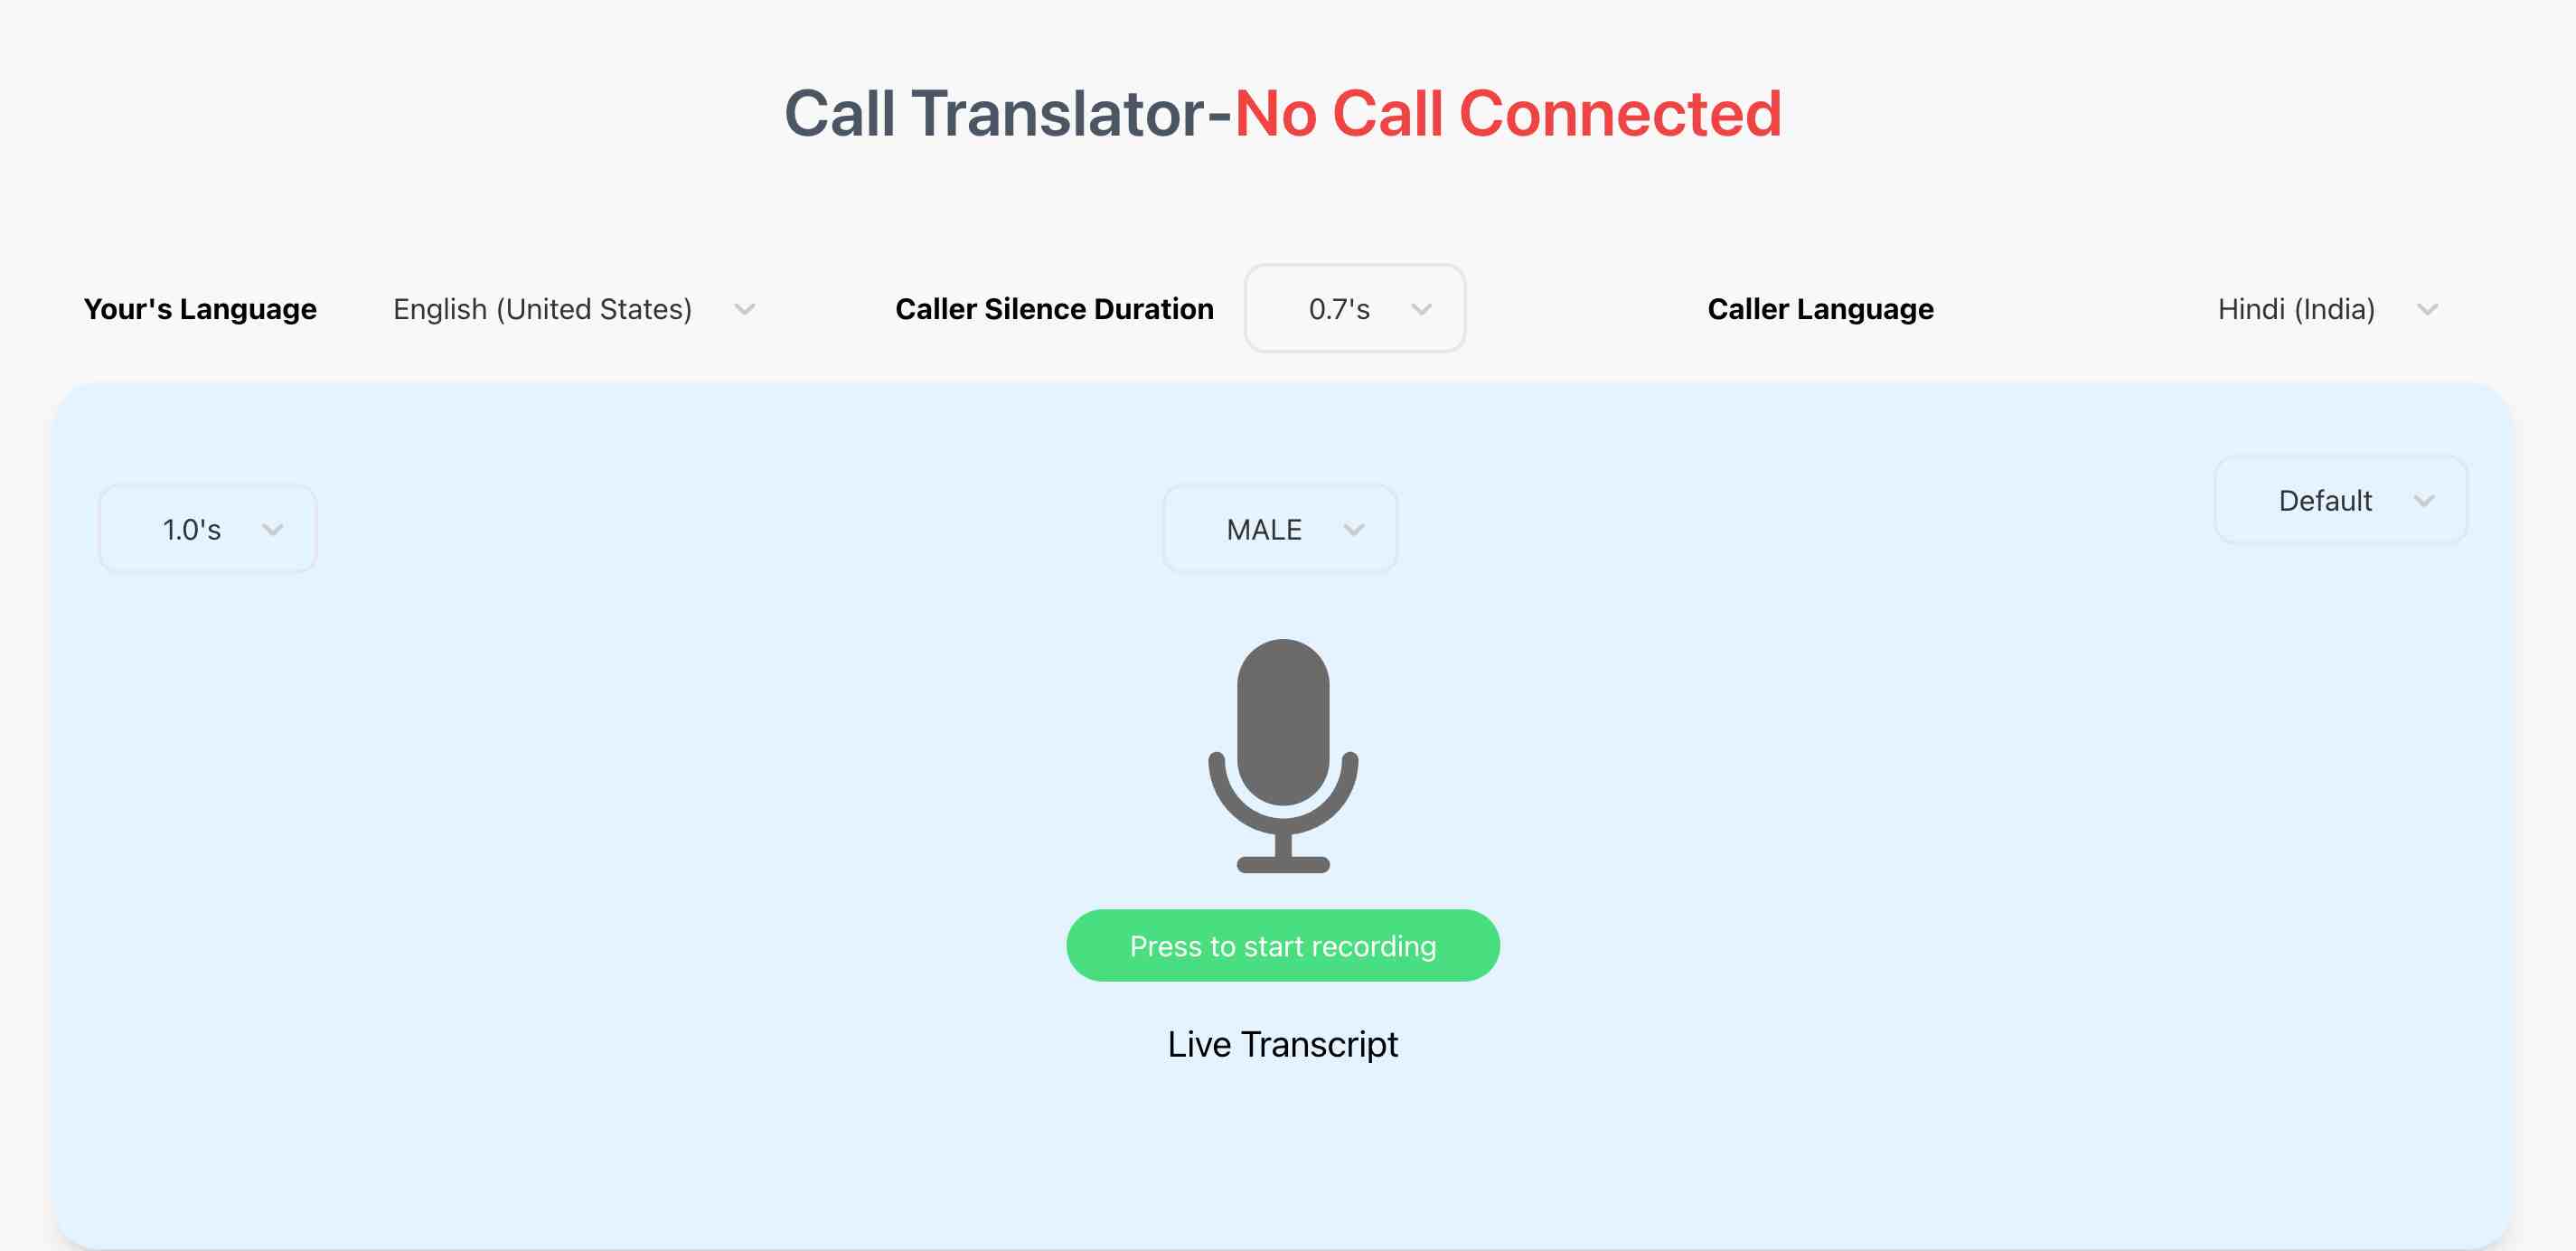 Call Translator-No Call Connected
Your's Language English (United States) Caller Silence Duration 0.7's Caller Language Hindi (India)
1.0's MALE Default
Press to start recording
Live Transcript